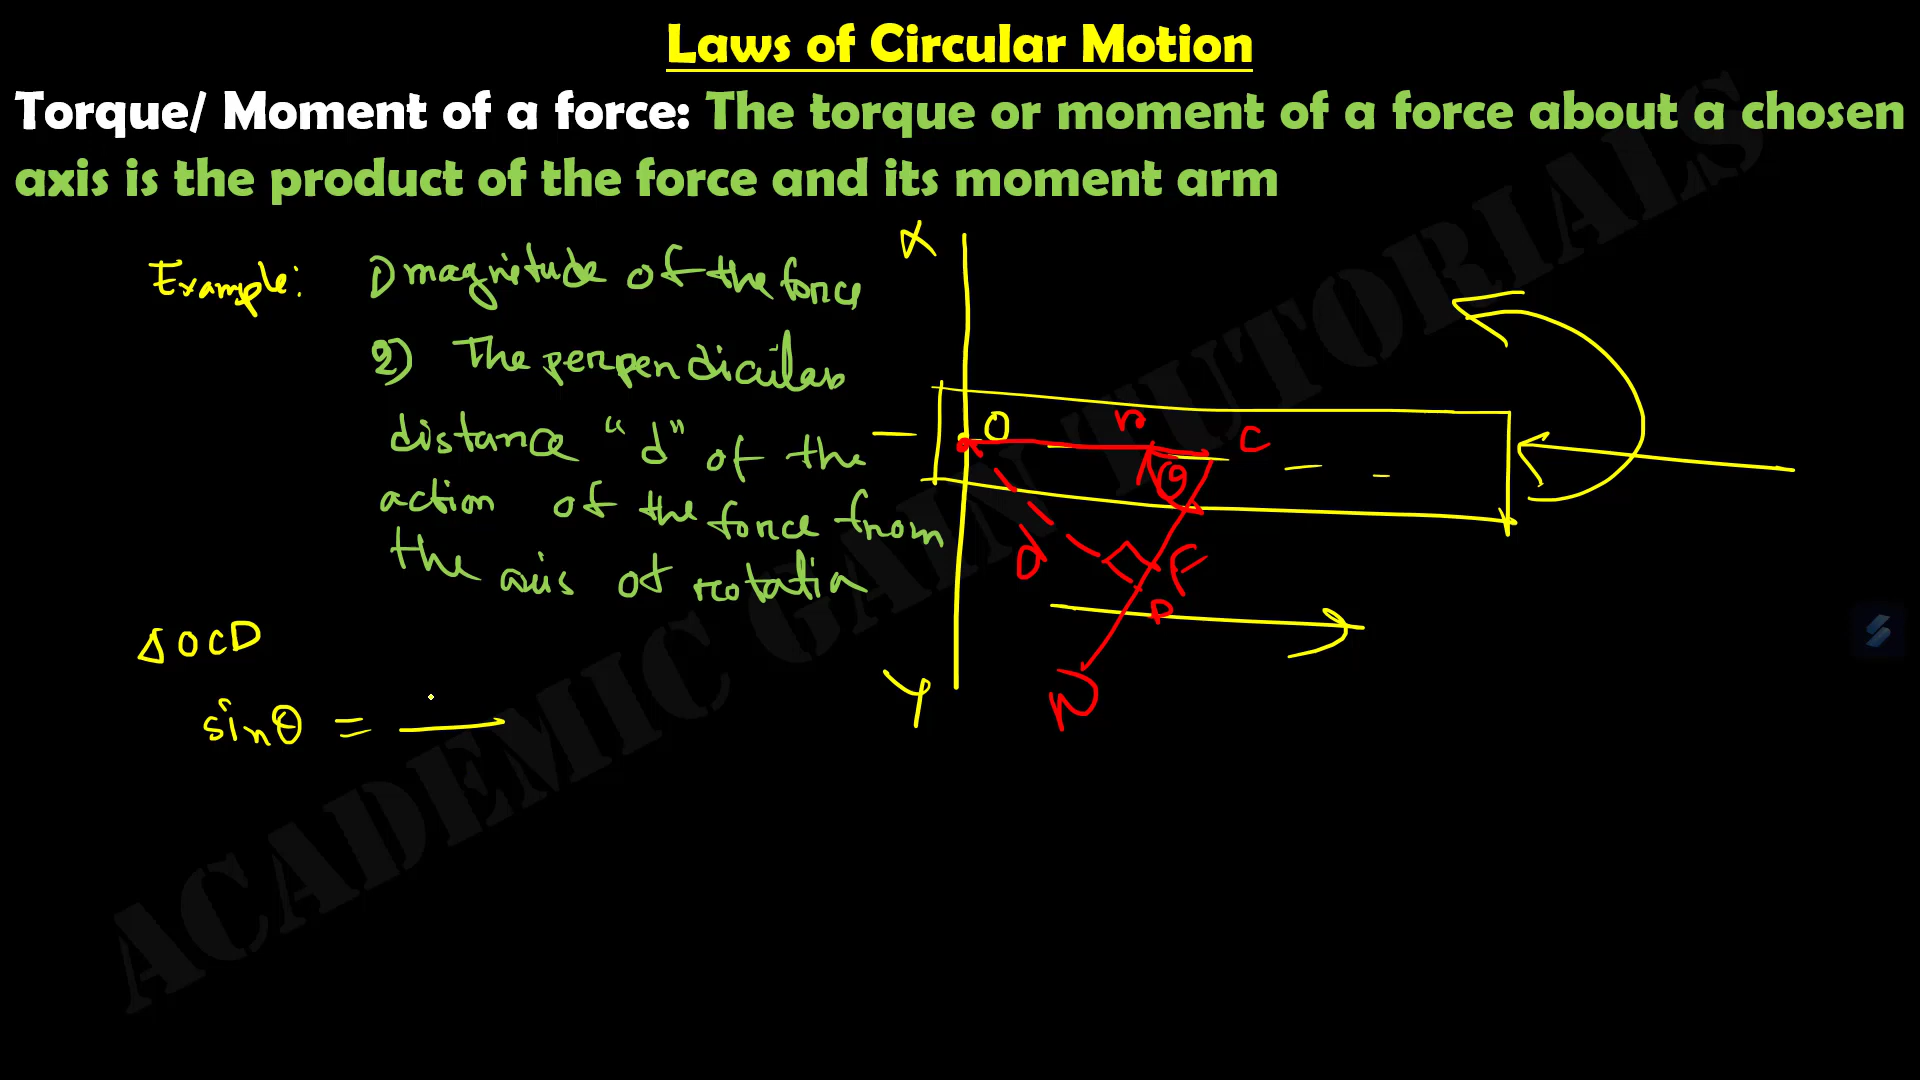 Laws of Circular Motion
Torque/ Moment of a force: The torque or moment of a force about a chosen
axis is the product of the force and its moment arm
Example: 1) magnitude of the force
2) The perpendicular
distance "d" of the
action of the force from
the axis of rotation
Δ OCD
sinθ =
X
O
r
C
θ
d
F
D
Y
N
ACADEMIC GAIN TUTORIALS